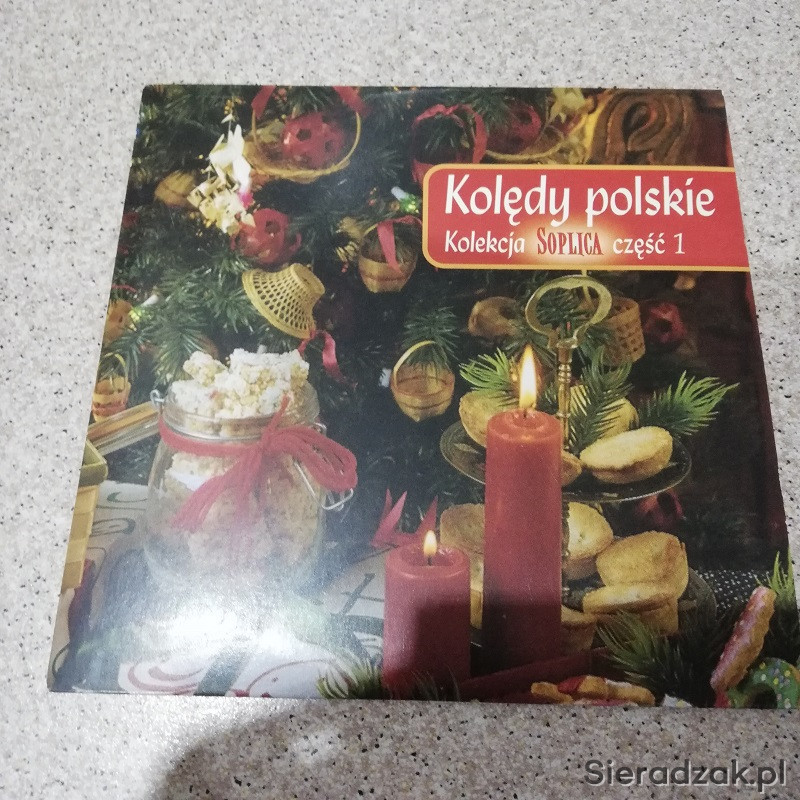 Kolędy polskie
Kolekcja SOPLICA część 1
Sieradzak.pl